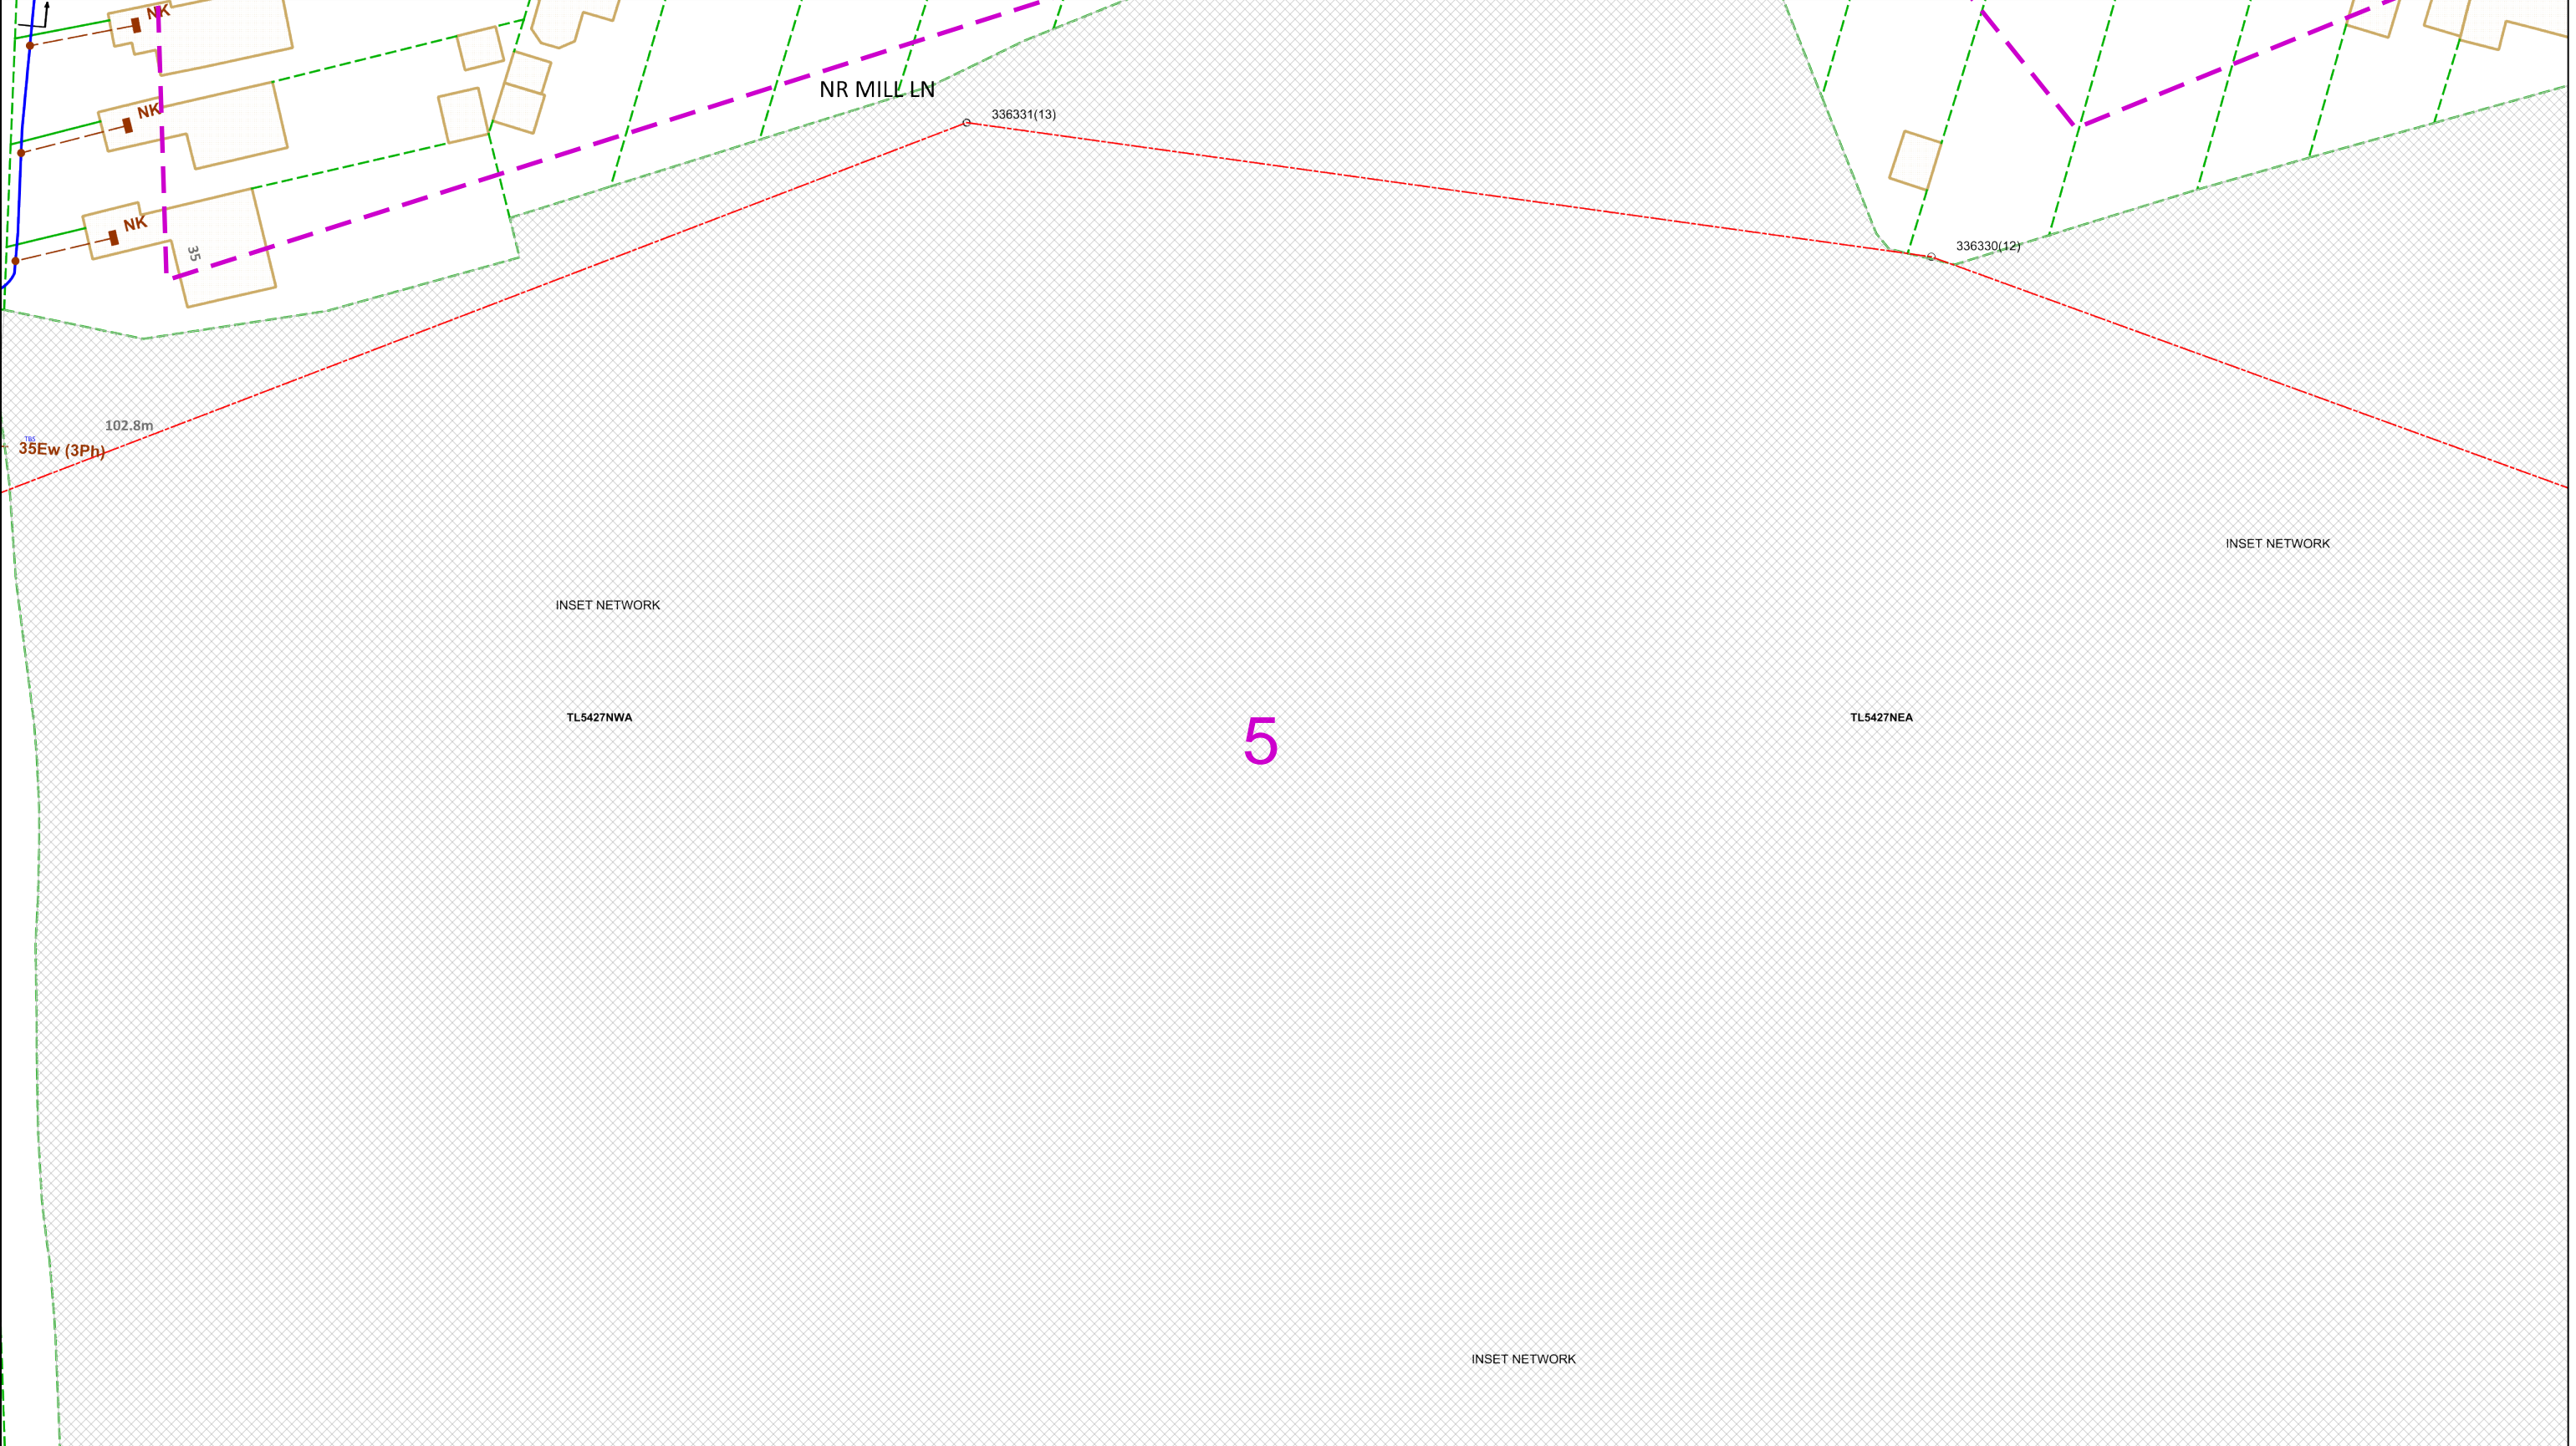 NK
NR MILL LN
NK
336331(13)
NK
35
336330(12)
102.8m
TBS
35Ew (3Ph)
INSET NETWORK
INSET NETWORK
TL5427NWA
5
TL5427NEA
INSET NETWORK